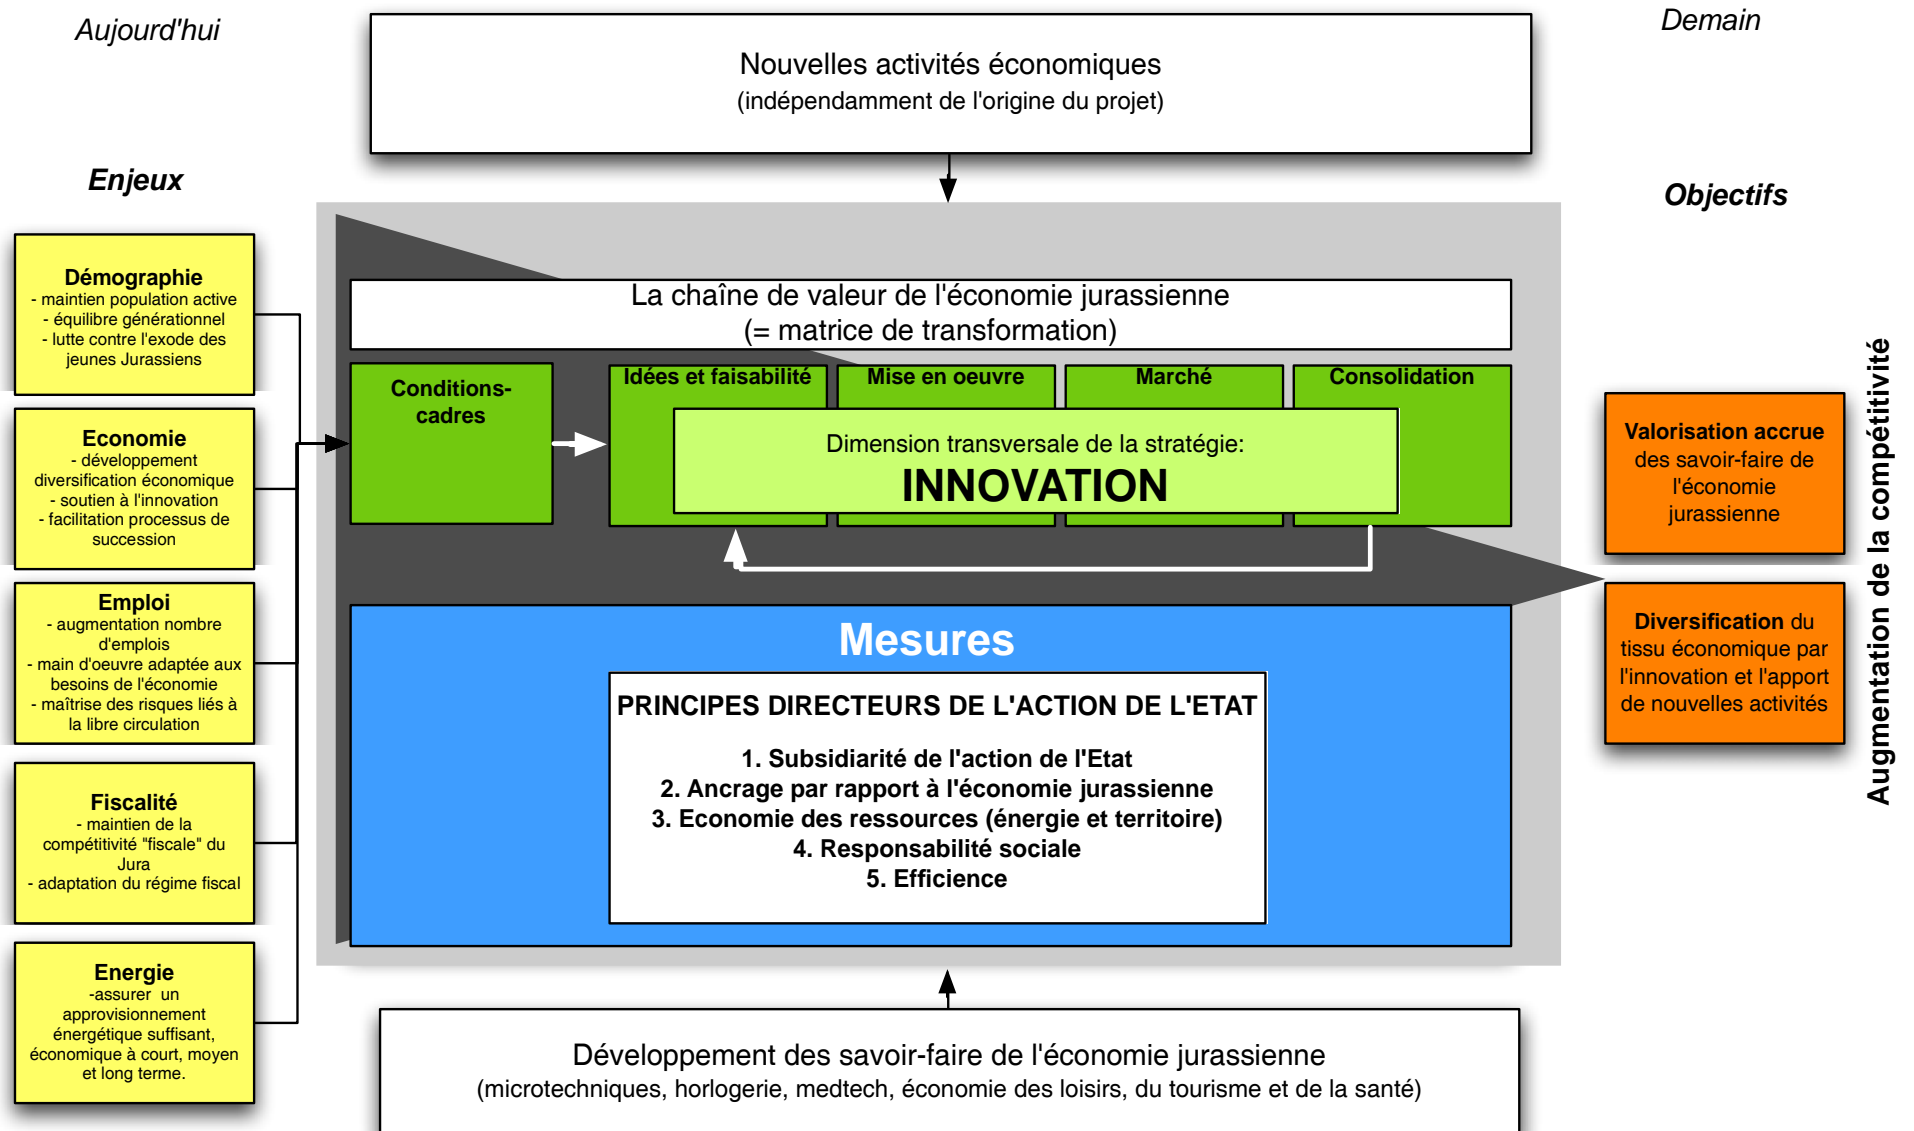 Aujourd'hui
Demain
Nouvelles activités économiques
(indépendamment de l'origine du projet)
Enjeux
Objectifs
Démographie
- maintien population active
- équilibre générationnel
- lutte contre l'exode des
jeunes Jurassiens
Economie
- développement
diversification économique
- soutien à l'innovation
- facilitation processus de
succession
Emploi
- augmentation nombre
d'emplois
- main d'oeuvre adaptée aux
besoins de l'économie
- maîtrise des risques liés à
la libre circulation
Fiscalité
- maintien de la
compétitivité "fiscale" du
Jura
- adaptation du régime fiscal
Energie
-assurer un
approvisionnement
énergétique suffisant,
économique à court, moyen
et long terme.
La chaîne de valeur de l'économie jurassienne
(= matrice de transformation)
Conditions-
cadres
Idées et faisabilité
Mise en oeuvre
Marché
Consolidation
Dimension transversale de la stratégie:
INNOVATION
Mesures
PRINCIPES DIRECTEURS DE L'ACTION DE L'ETAT
1. Subsidiarité de l'action de l'Etat
2. Ancrage par rapport à l'économie jurassienne
3. Economie des ressources (énergie et territoire)
4. Responsabilité sociale
5. Efficience
Développement des savoir-faire de l'économie jurassienne
(microtechniques, horlogerie, medtech, économie des loisirs, du tourisme et de la santé)
Valorisation accrue
des savoir-faire de
l'économie
jurassienne
Diversification du
tissu économique par
l'innovation et l'apport
de nouvelles activités
Augmentation de la compétitivité